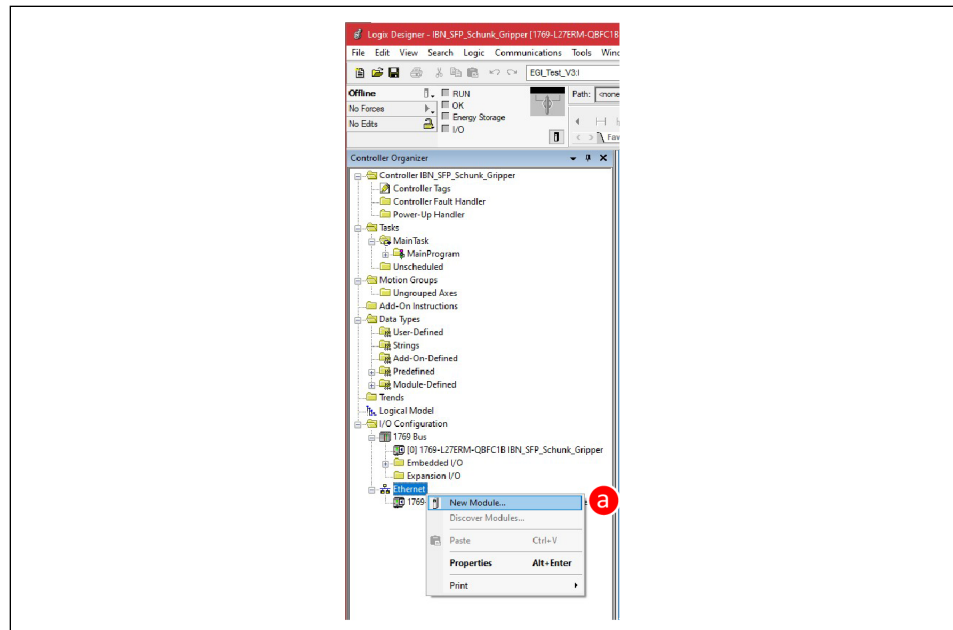 Logix Designer - IBN_SFP_Schunk_Gripper [1769-L27ERM-QBFC1B
File Edit View Search Logic Communications Tools Wind
EGI_Test_V3:I
Offline
RUN
Path: <none
No Forces
OK
Energy Storage
No Edits
I/O
Fav
Controller Organizer
Controller IBN_SFP_Schunk_Gripper
Controller Tags
Controller Fault Handler
Power-Up Handler
Tasks
MainTask
MainProgram
Unscheduled
Motion Groups
Ungrouped Axes
Add-On Instructions
Data Types
User-Defined
Strings
Add-On-Defined
Predefined
Module-Defined
Trends
Logical Model
I/O Configuration
1769 Bus
[0] 1769-L27ERM-QBFC1B IBN_SFP_Schunk_Gripper
Embedded I/O
Expansion I/O
Ethernet
1769
New Module...
a
Discover Modules...
Paste Ctrl+V
Properties Alt+Enter
Print